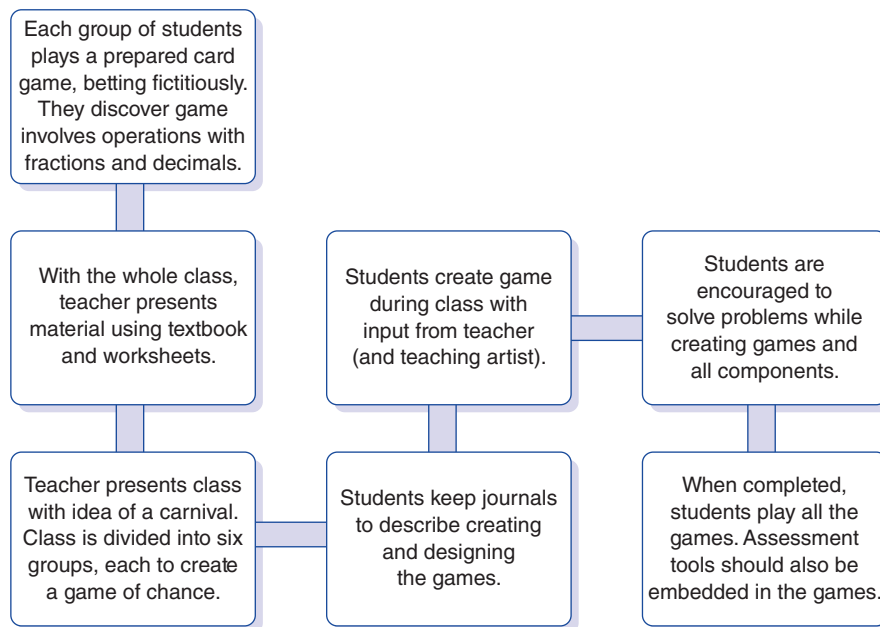 Each group of students
plays a prepared card
game, betting fictitiously.
They discover game
involves operations with
fractions and decimals.
With the whole class,
teacher presents
material using textbook
and worksheets.
Teacher presents class
with idea of a carnival.
Class is divided into six
groups, each to create
a game of chance.
Students keep journals
to describe creating
and designing
the games.
Students create game
during class with
input from teacher
(and teaching artist).
Students are
encouraged to
solve problems while
creating games and
all components.
When completed,
students play all the
games. Assessment
tools should also be
embedded in the games.